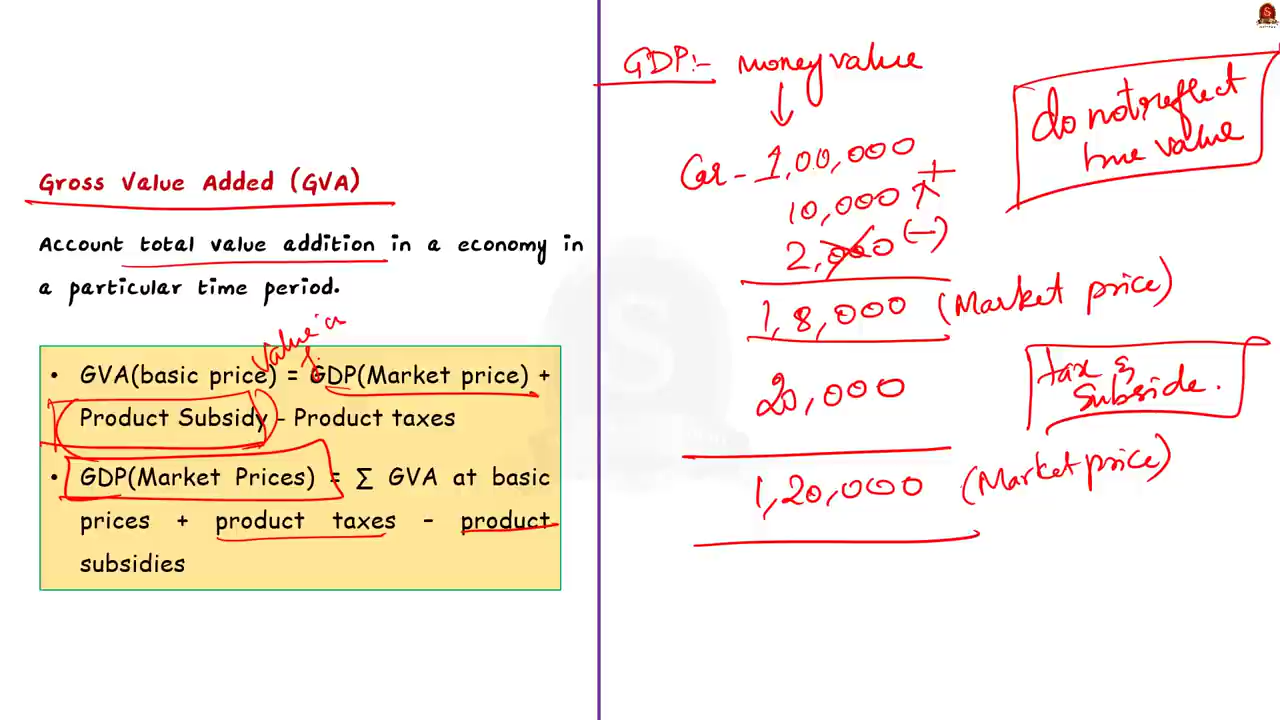 Gross Value Added (GVA)
Account total value addition in a economy in
a particular time period.
value a
• GVA(basic price) = GDP(Market price) +
Product Subsidy - Product taxes
• GDP(Market Prices) = ∑ GVA at basic
prices + product taxes - product
subsidies
GDP:- money value
Car - 1,00,000
10,000 +
2,000 (-)
1,8,000 (Market price)
20,000
1,20,000 (Market price)
do not reflect
true value
tax &
Subside.